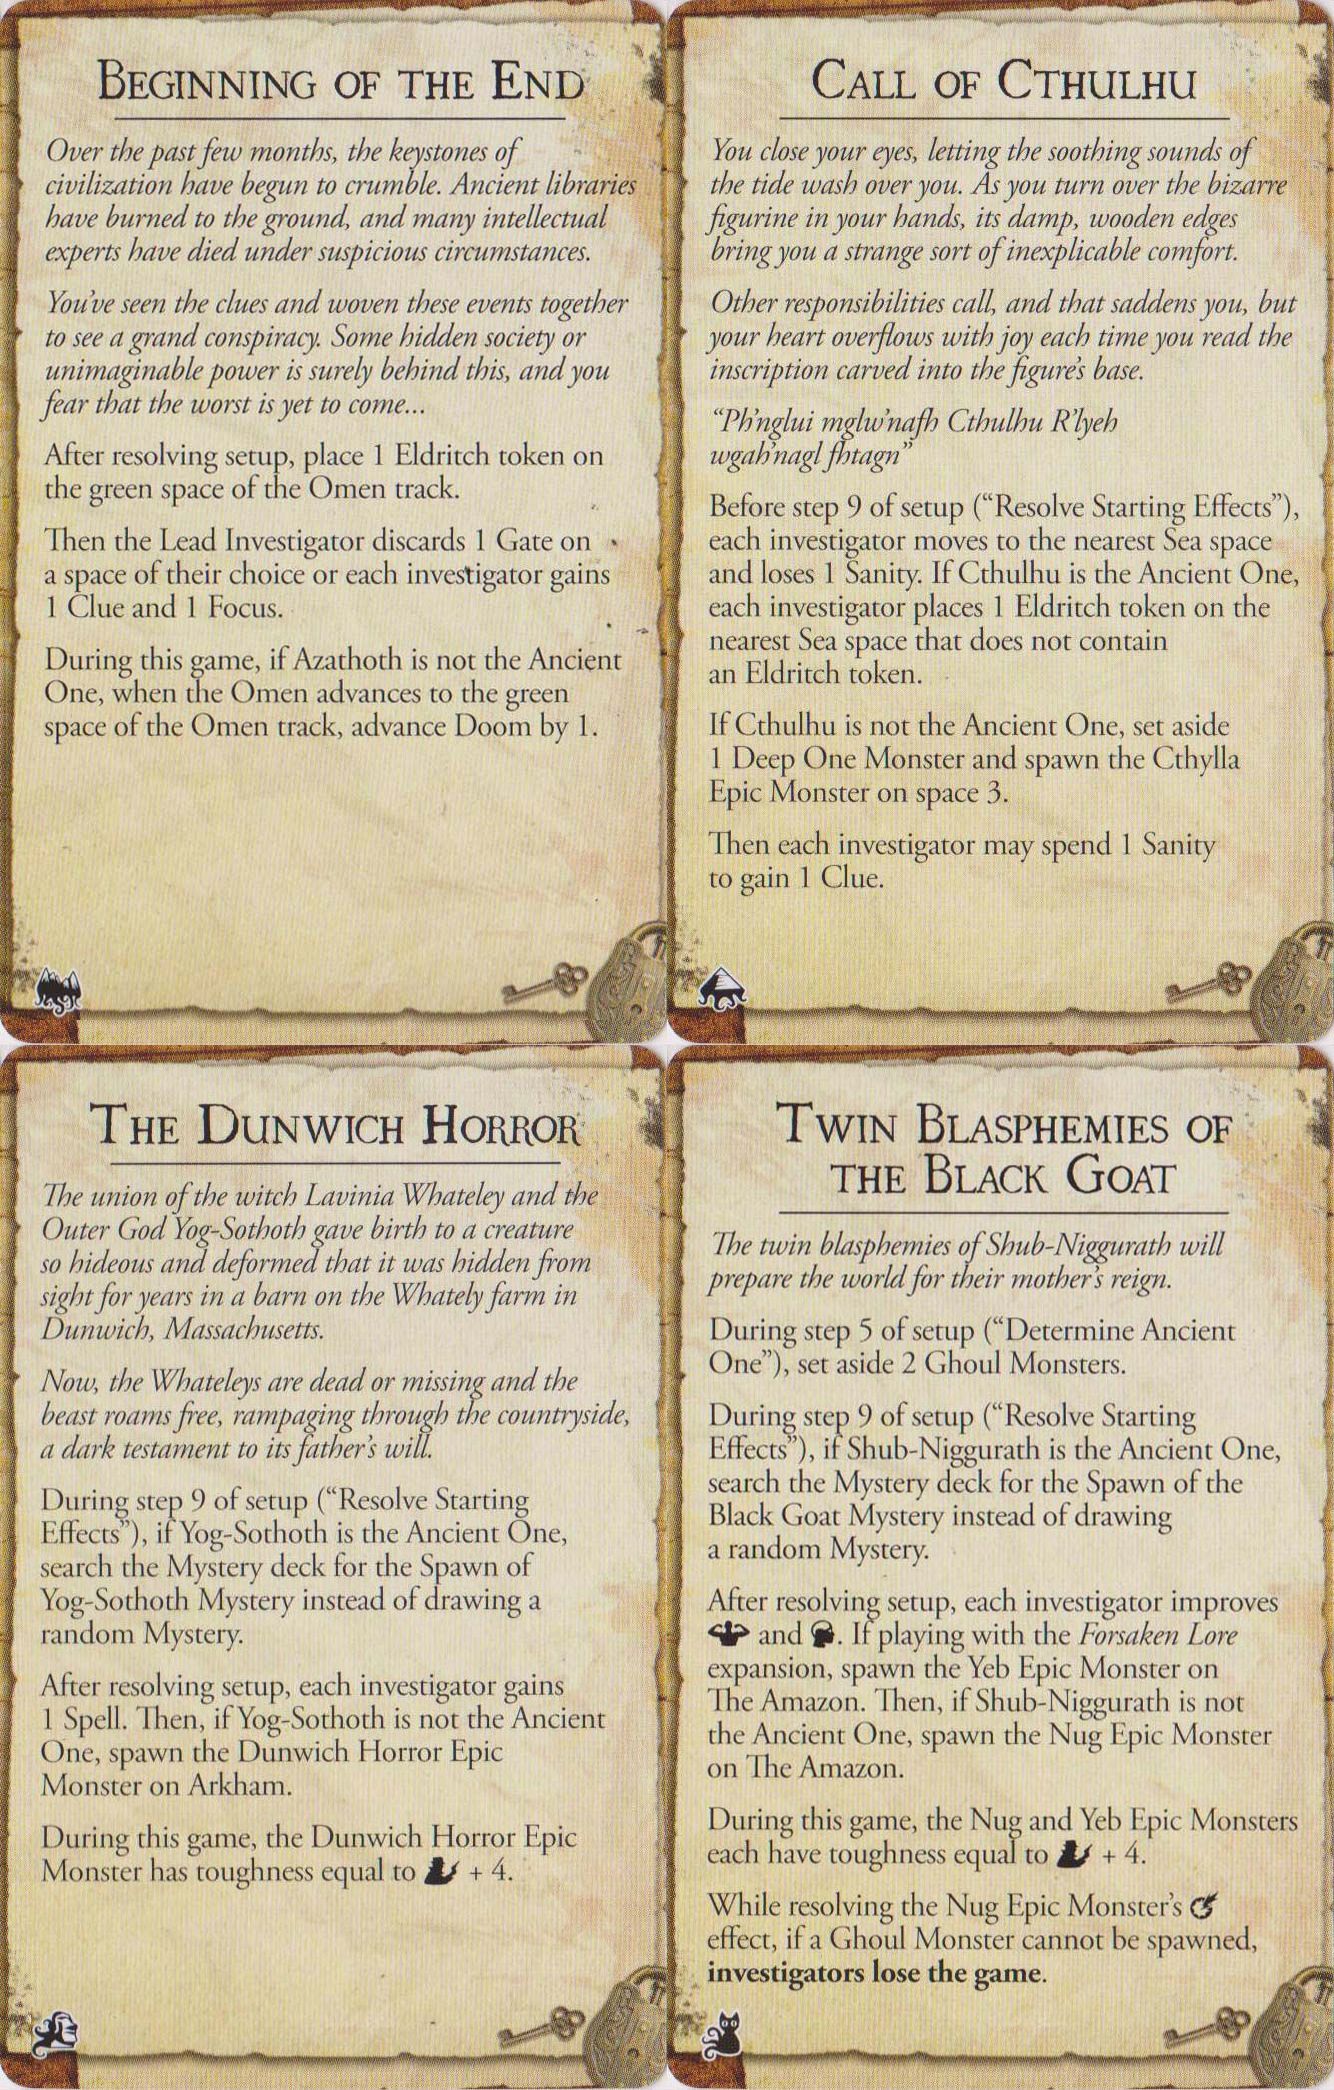 BEGINNING OF THE END
Over the past few months, the keystones of
civilization have begun to crumble. Ancient libraries
have burned to the ground, and many intellectual
experts have died under suspicious circumstances.
You've seen the clues and woven these events together
to see a grand conspiracy. Some hidden society or
unimaginable power is surely behind this, and you
fear that the worst is yet to come...
After resolving setup, place 1 Eldritch token on
the green space of the Omen track.
Then the Lead Investigator discards 1 Gate on
a space of their choice or each investigator gains
1 Clue and 1 Focus.
During this game, if Azathoth is not the Ancient
One, when the Omen advances to the green
space of the Omen track, advance Doom by 1.
CALL OF CTHULHU
You close your eyes, letting the soothing sounds of
the tide wash over you. As you turn over the bizarre
figurine in your hands, its damp, wooden edges
bring you a strange sort of inexplicable comfort.
Other responsibilities call, and that saddens you, but
your heart overflows with joy each time you read the
inscription carved into the figure's base.
“Ph'nglui mglw'nafh Cthulhu R'lyeh
wgah'nagl fhtagn”
Before step 9 of setup (“Resolve Starting Effects”),
each investigator moves to the nearest Sea space
and loses 1 Sanity. If Cthulhu is the Ancient One,
each investigator places 1 Eldritch token on the
nearest Sea space that does not contain
an Eldritch token.
If Cthulhu is not the Ancient One, set aside
1 Deep One Monster and spawn the Cthylla
Epic Monster on space 3.
Then each investigator may spend 1 Sanity
to gain 1 Clue.
THE DUNWICH HORROR
The union of the witch Lavinia Whateley and the
Outer God Yog-Sothoth gave birth to a creature
so hideous and deformed that it was hidden from
sight for years in a barn on the Whately farm in
Dunwich, Massachusetts.
Now, the Whateleys are dead or missing and the
beast roams free, rampaging through the countryside,
a dark testament to its father's will.
During step 9 of setup (“Resolve Starting
Effects”), if Yog-Sothoth is the Ancient One,
search the Mystery deck for the Spawn of
Yog-Sothoth Mystery instead of drawing a
random Mystery.
After resolving setup, each investigator gains
1 Spell. Then, if Yog-Sothoth is not the Ancient
One, spawn the Dunwich Horror Epic
Monster on Arkham.
During this game, the Dunwich Horror Epic
Monster has toughness equal to + 4.
TWIN BLASPHEMIES OF
THE BLACK GOAT
The twin blasphemies of Shub-Niggurath will
prepare the world for their mother's reign.
During step 5 of setup (“Determine Ancient
One”), set aside 2 Ghoul Monsters.
During step 9 of setup (“Resolve Starting
Effects”), if Shub-Niggurath is the Ancient One,
search the Mystery deck for the Spawn of the
Black Goat Mystery instead of drawing
a random Mystery.
After resolving setup, each investigator improves
and . If playing with the Forsaken Lore
expansion, spawn the Yeb Epic Monster on
The Amazon. Then, if Shub-Niggurath is not
the Ancient One, spawn the Nug Epic Monster
on The Amazon.
During this game, the Nug and Yeb Epic Monsters
each have toughness equal to + 4.
While resolving the Nug Epic Monster's
effect, if a Ghoul Monster cannot be spawned,
investigators lose the game.